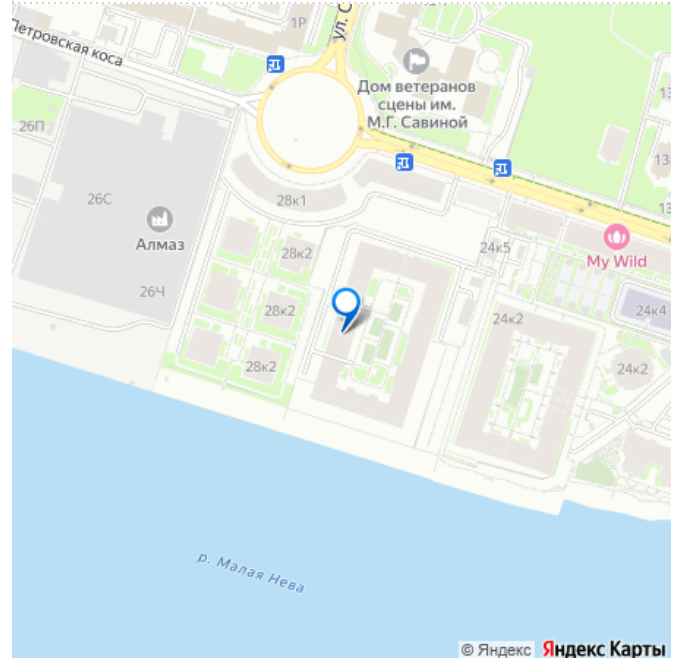 1Р
ул. С
Петровская коса
Дом ветеранов
сцены им.
М.Г. Савиной
26П
26С
Алмаз
26Ч
28к1
28к2
28к2
28к2
24к5
My Wild
24к4
24к2
24к2
13
13
13
р. Малая Нева
© Яндекс Яндекс Карты